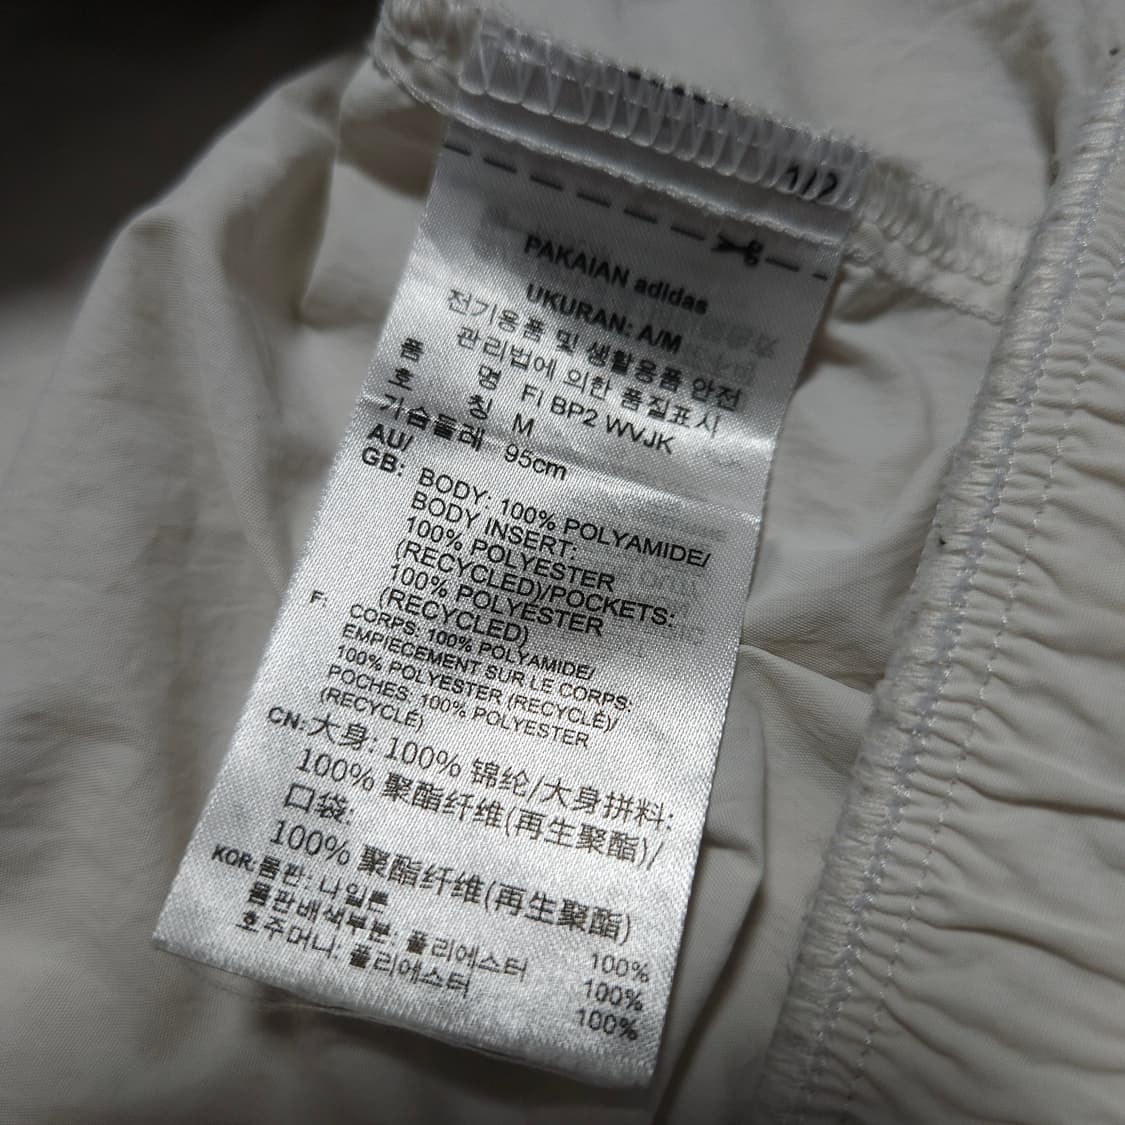 1/2
PAKAIAN adidas
UKURAN: A/M
전기용품 및 생활용품 안전
관리법에 의한 품질표시
품 명 Fi BP2 WVJK
호 칭 M
가슴둘레 95cm
AU/
GB: BODY: 100% POLYAMIDE/
BODY INSERT:
100% POLYESTER
(RECYCLED)/POCKETS:
100% POLYESTER
(RECYCLED)
F: CORPS: 100% POLYAMIDE/
EMPIECEMENT SUR LE CORPS:
100% POLYESTER (RECYCLÉ)/
POCHES: 100% POLYESTER
(RECYCLÉ)
CN: 大身: 100% 锦纶/大身拼料:
100% 聚酯纤维(再生聚酯)/
口袋:
100% 聚酯纤维(再生聚酯)
KOR: 몸판: 나일론 100%
몸판배색부분: 폴리에스터 100%
호주머니: 폴리에스터 100%